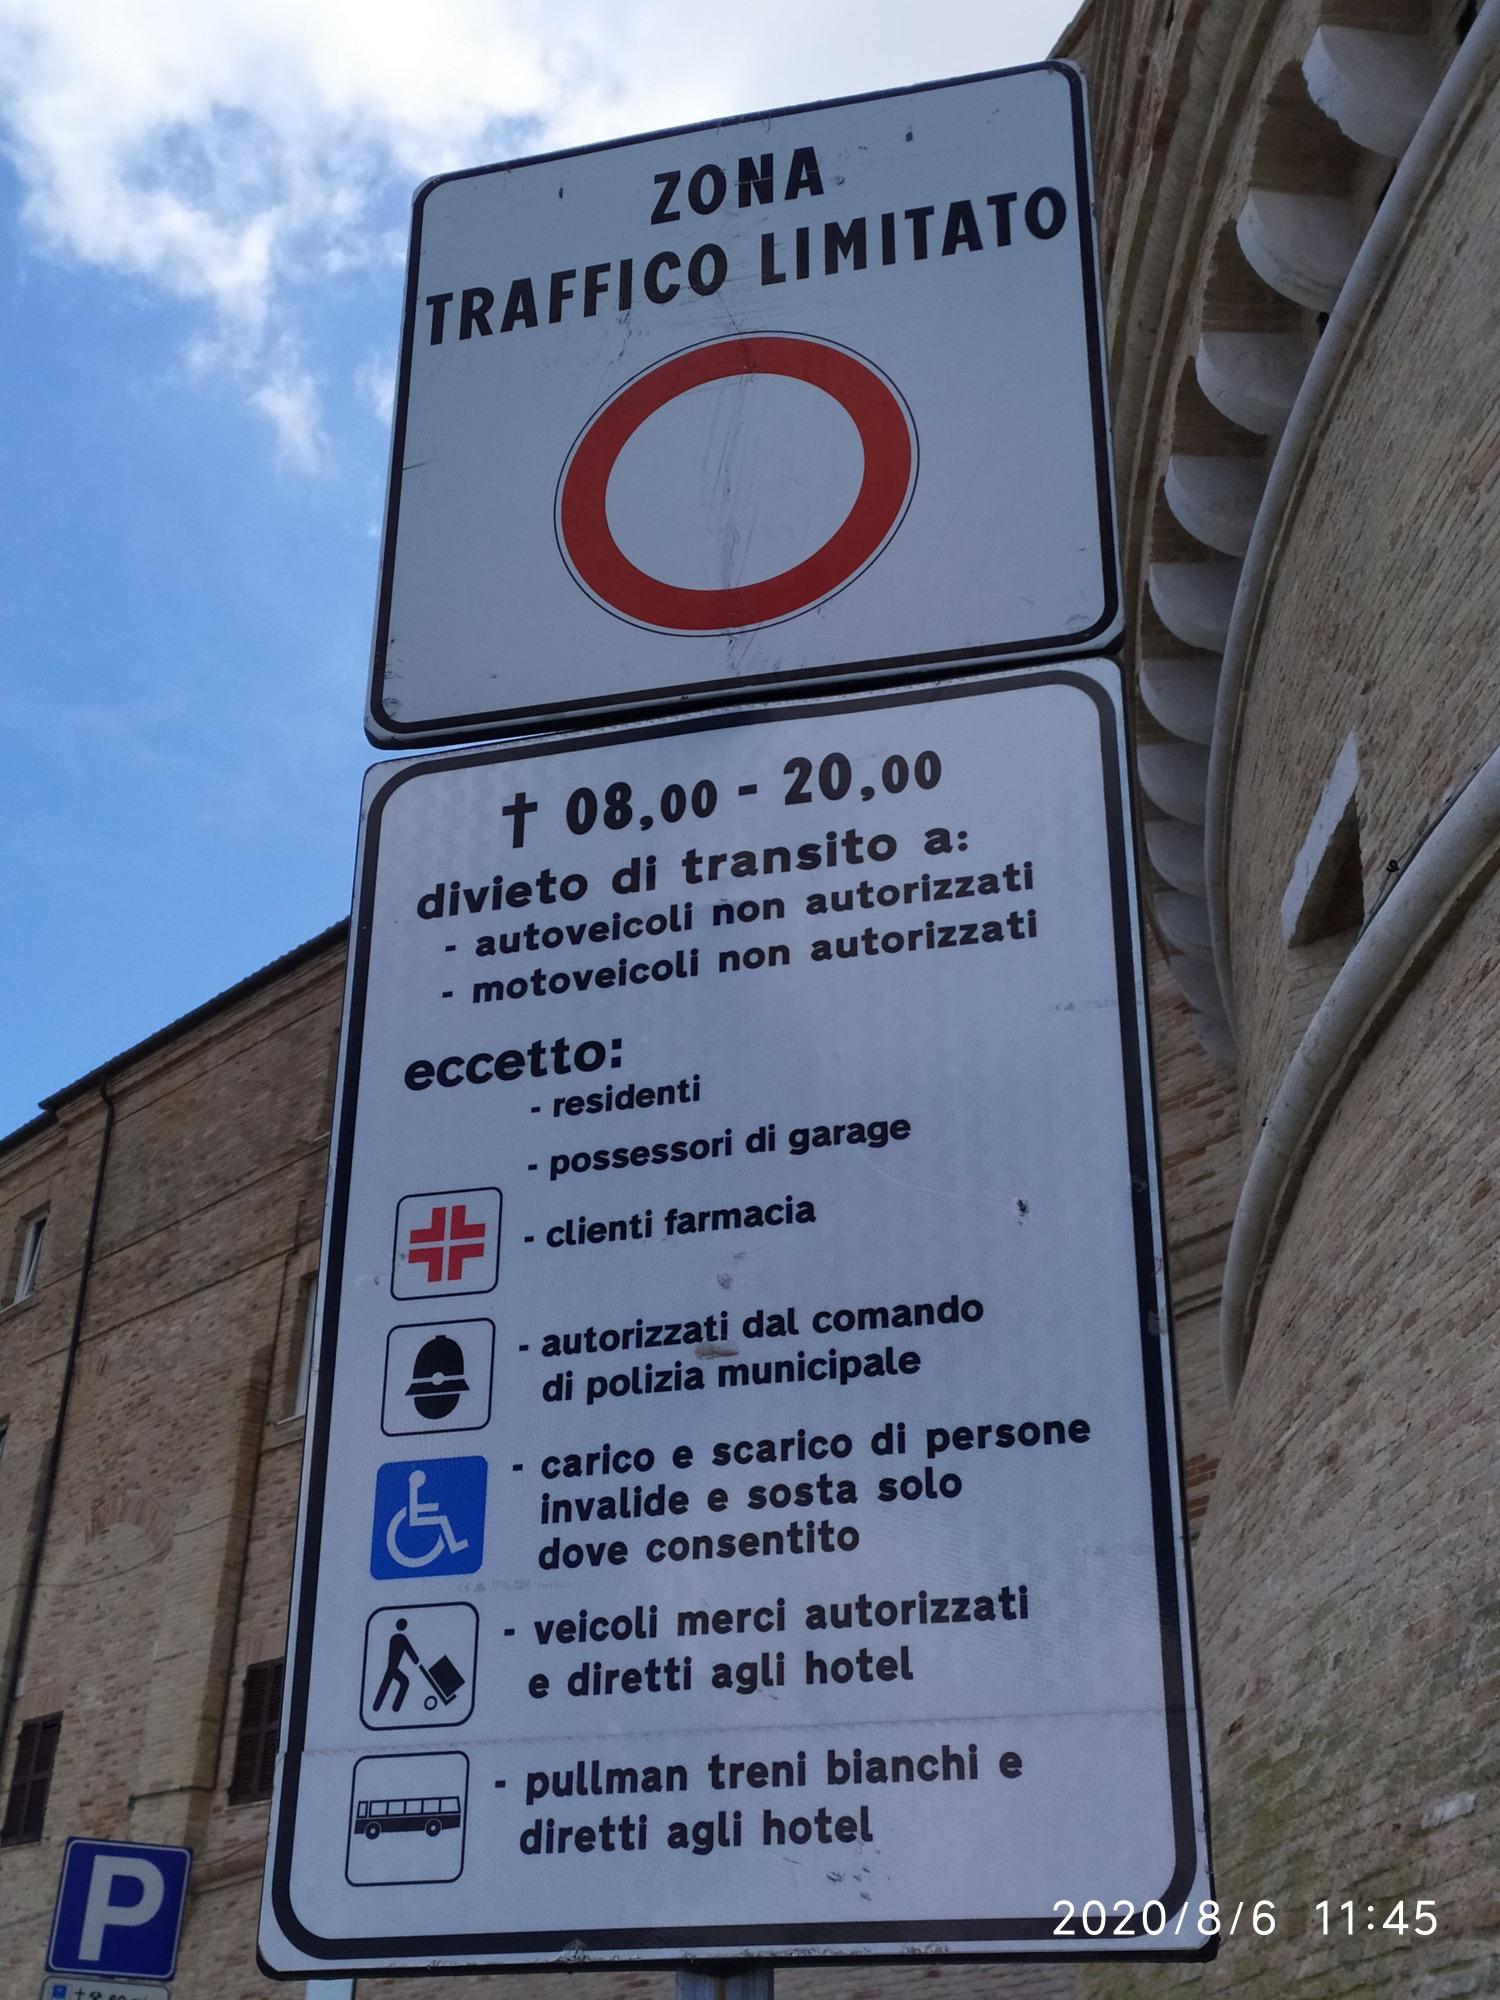 ZONA
TRAFFICO LIMITATO
† 08,00 - 20,00
divieto di transito a:
- autoveicoli non autorizzati
- motoveicoli non autorizzati
eccetto:
- residenti
- possessori di garage
- clienti farmacia
- autorizzati dal comando
di polizia municipale
- carico e scarico di persone
invalide e sosta solo
dove consentito
- veicoli merci autorizzati
e diretti agli hotel
- pullman treni bianchi e
diretti agli hotel
P
2020/8/6 11:45